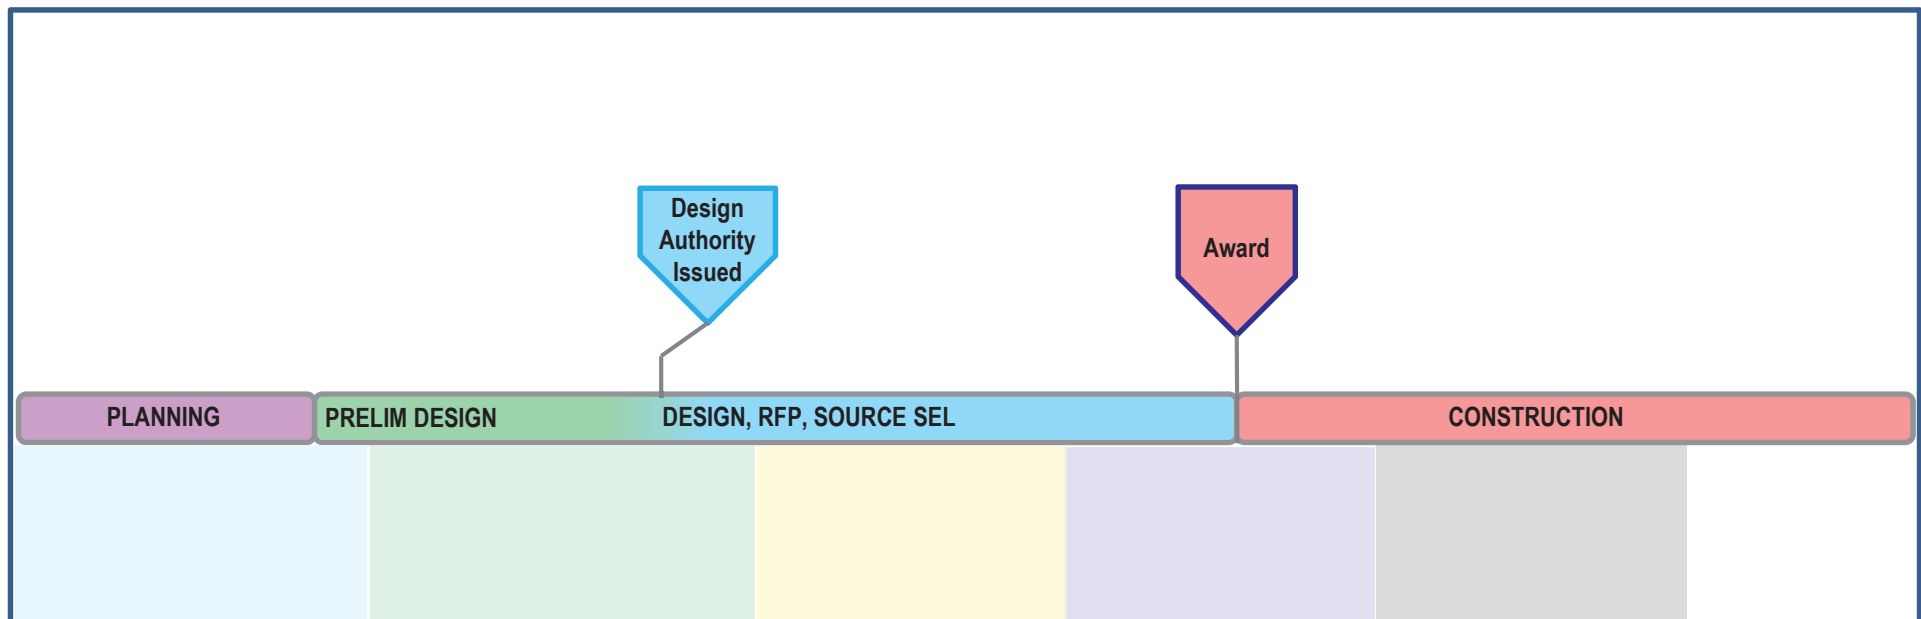 Design
Authority
Issued
Award
PLANNING
PRELIM DESIGN
DESIGN, RFP, SOURCE SEL
CONSTRUCTION